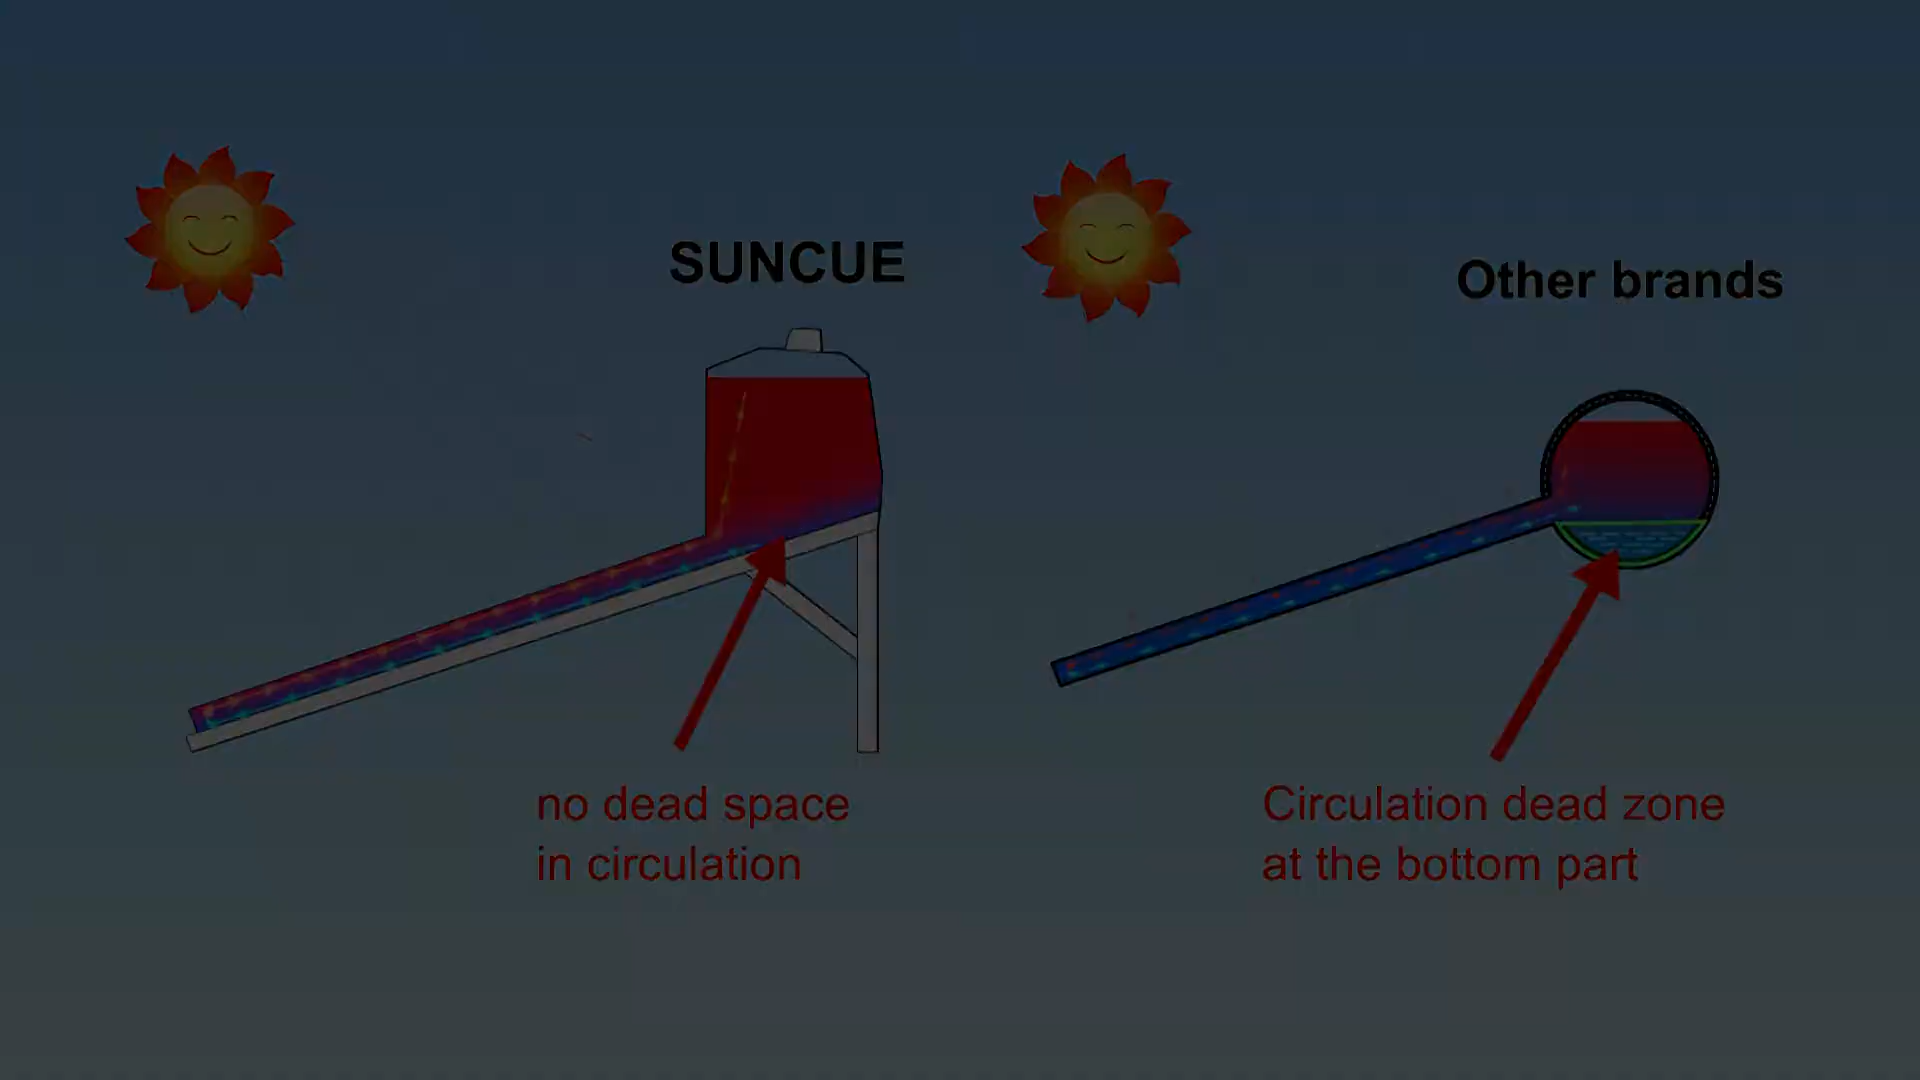 SUNCUE
Other brands
no dead space
in circulation
Circulation dead zone
at the bottom part